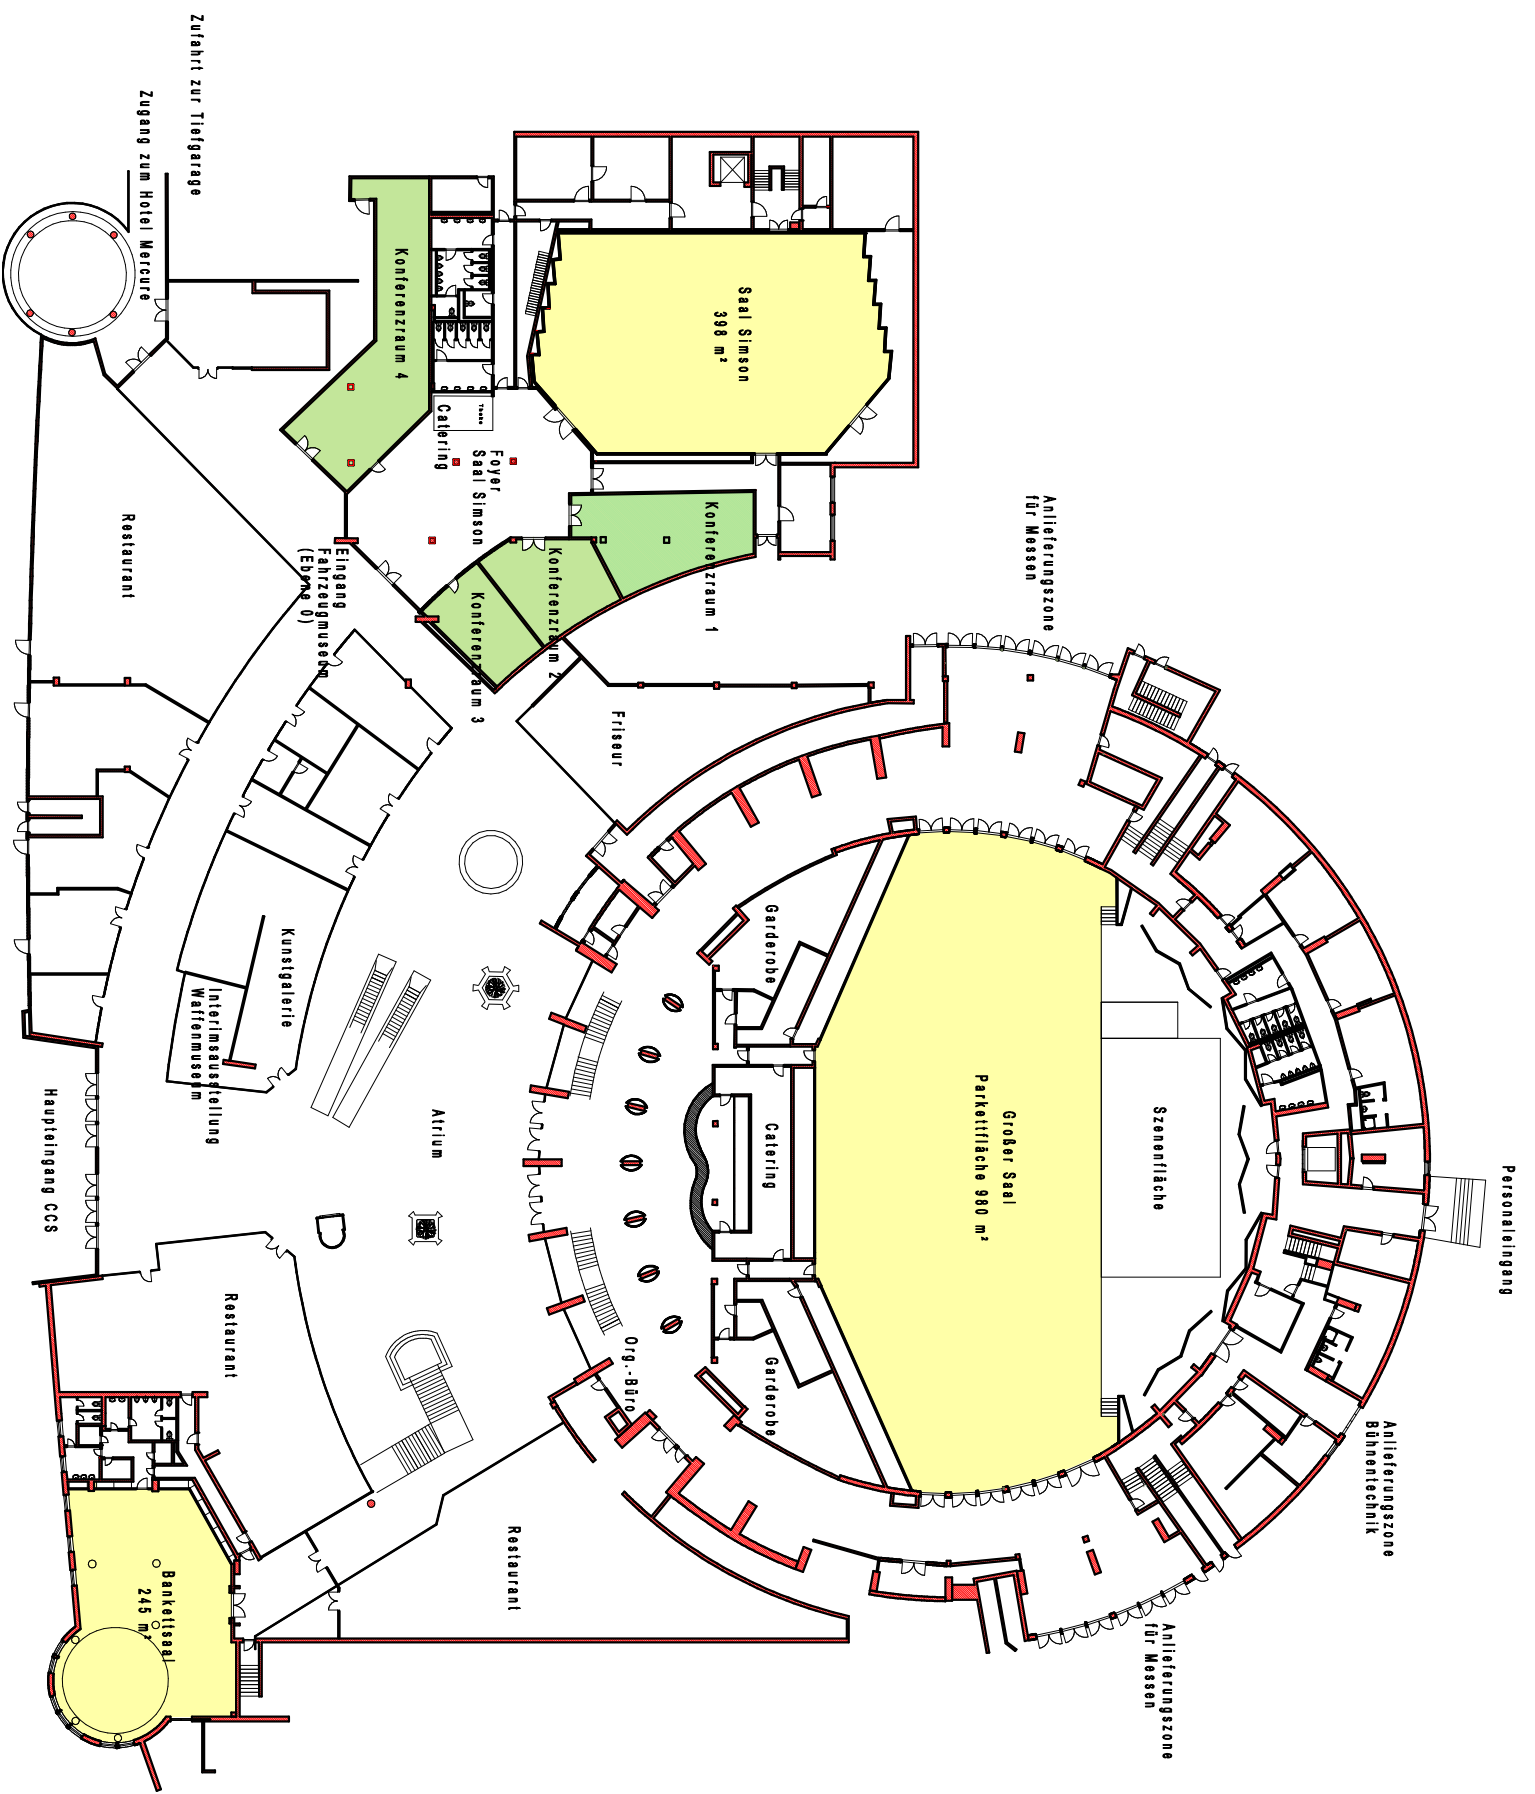 Zufahrt zur Tiefgarage
Zugang zum Hotel Mercure
Konferenzraum 4
Saal Simson
398 m²
Catering
Foyer
Saal Simson
Konferenzraum 1
Konferenzraum 2
Konferenzraum 3
Eingang
Fahrzeugmuseum
(Ebene 0)
Restaurant
Friseur
Anlieferungszone
für Messen
Kunstgalerie
Interimsausstellung
Waffenmuseum
Haupteingang CCS
Atrium
Garderobe
Catering
Garderobe
Großer Saal
Parkettfläche 980 m²
Szenenfläche
Personaleingang
Org.-Büro
Restaurant
Restaurant
Bankettsaal
245 m²
Anlieferungszone
Bühnentechnik
Anlieferungszone
für Messen